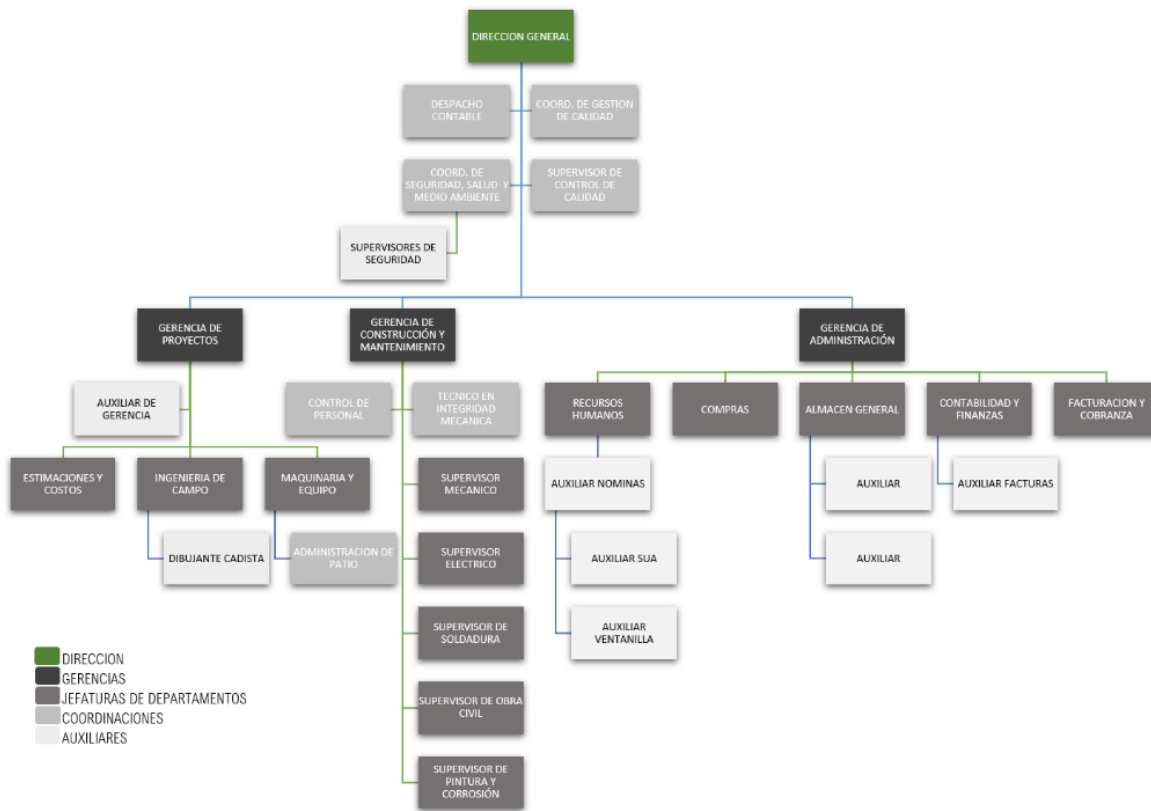 DIRECCION GENERAL
DESPACHO
CONTABLE
COORD. DE GESTION
DE CALIDAD
COORD. DE
SEGURIDAD, SALUD Y
MEDIO AMBIENTE
SUPERVISOR DE
CONTROL DE
CALIDAD
SUPERVISORES DE
SEGURIDAD
GERENCIA DE
PROYECTOS
GERENCIA DE
CONSTRUCCIÓN Y
MANTENIMIENTO
GERENCIA DE
ADMINISTRACIÓN
AUXILIAR DE
GERENCIA
CONTROL DE
PERSONAL
TECNICO EN
INTEGRIDAD
MECANICA
RECURSOS
HUMANOS
COMPRAS
ALMACEN GENERAL
CONTABILIDAD Y
FINANZAS
FACTURACION Y
COBRANZA
ESTIMACIONES Y
COSTOS
INGENIERIA DE
CAMPO
MAQUINARIA Y
EQUIPO
SUPERVISOR
MECANICO
AUXILIAR NOMINAS
AUXILIAR
AUXILIAR FACTURAS
DIBUJANTE CADISTA
ADMINISTRACION DE
PATIO
SUPERVISOR
ELECTRICO
AUXILIAR SUA
AUXILIAR
SUPERVISOR DE
SOLDADURA
AUXILIAR
VENTANILLA
SUPERVISOR DE OBRA
CIVIL
SUPERVISOR DE
PINTURA Y
CORROSIÓN
DIRECCION
GERENCIAS
JEFATURAS DE DEPARTAMENTOS
COORDINACIONES
AUXILIARES